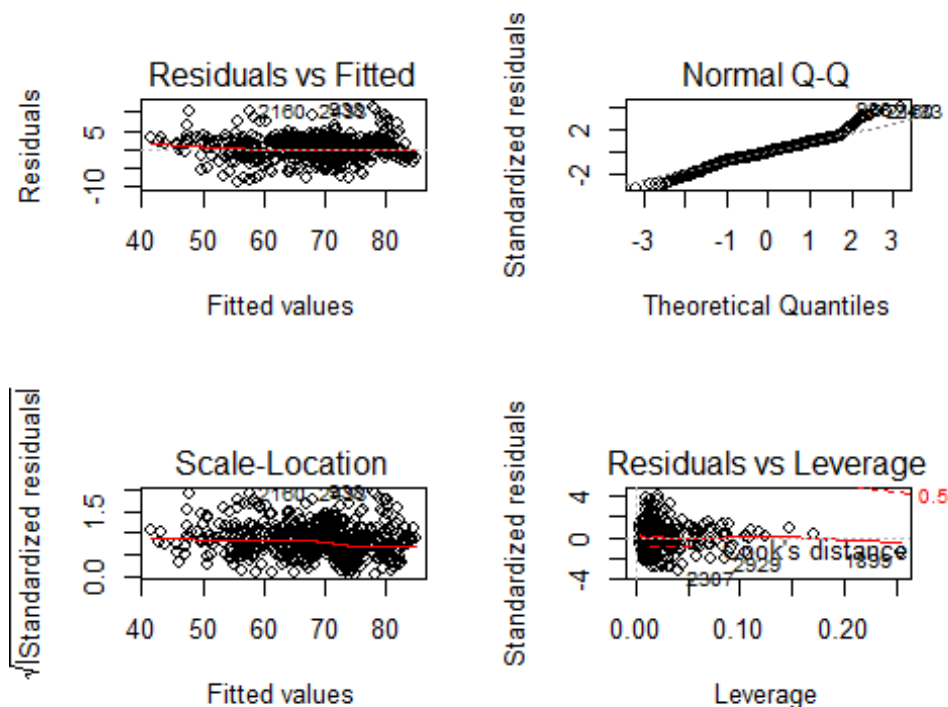 Residuals vs Fitted
Residuals
5
-10
2160
40 50 60 70 80
Fitted values
Normal Q-Q
Standardized residuals
2
-2
-3 -1 0 1 2 3
Theoretical Quantiles
Scale-Location
√|Standardized residuals|
1.5
0.0
2160
40 50 60 70 80
Fitted values
Residuals vs Leverage
Standardized residuals
4
0
-4
0.5
Cook's distance
2929
1899
0.00 0.10 0.20
Leverage